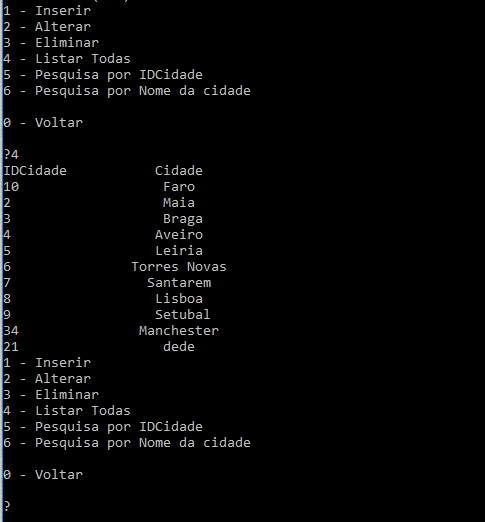 1 - Inserir
2 - Alterar
3 - Eliminar
4 - Listar Todas
5 - Pesquisa por IDCidade
6 - Pesquisa por Nome da cidade
0 - Voltar
?4
IDCidade Cidade
10 Faro
2 Maia
3 Braga
4 Aveiro
5 Leiria
6 Torres Novas
7 Santarem
8 Lisboa
9 Setubal
34 Manchester
21 dede
1 - Inserir
2 - Alterar
3 - Eliminar
4 - Listar Todas
5 - Pesquisa por IDCidade
6 - Pesquisa por Nome da cidade
0 - Voltar
?